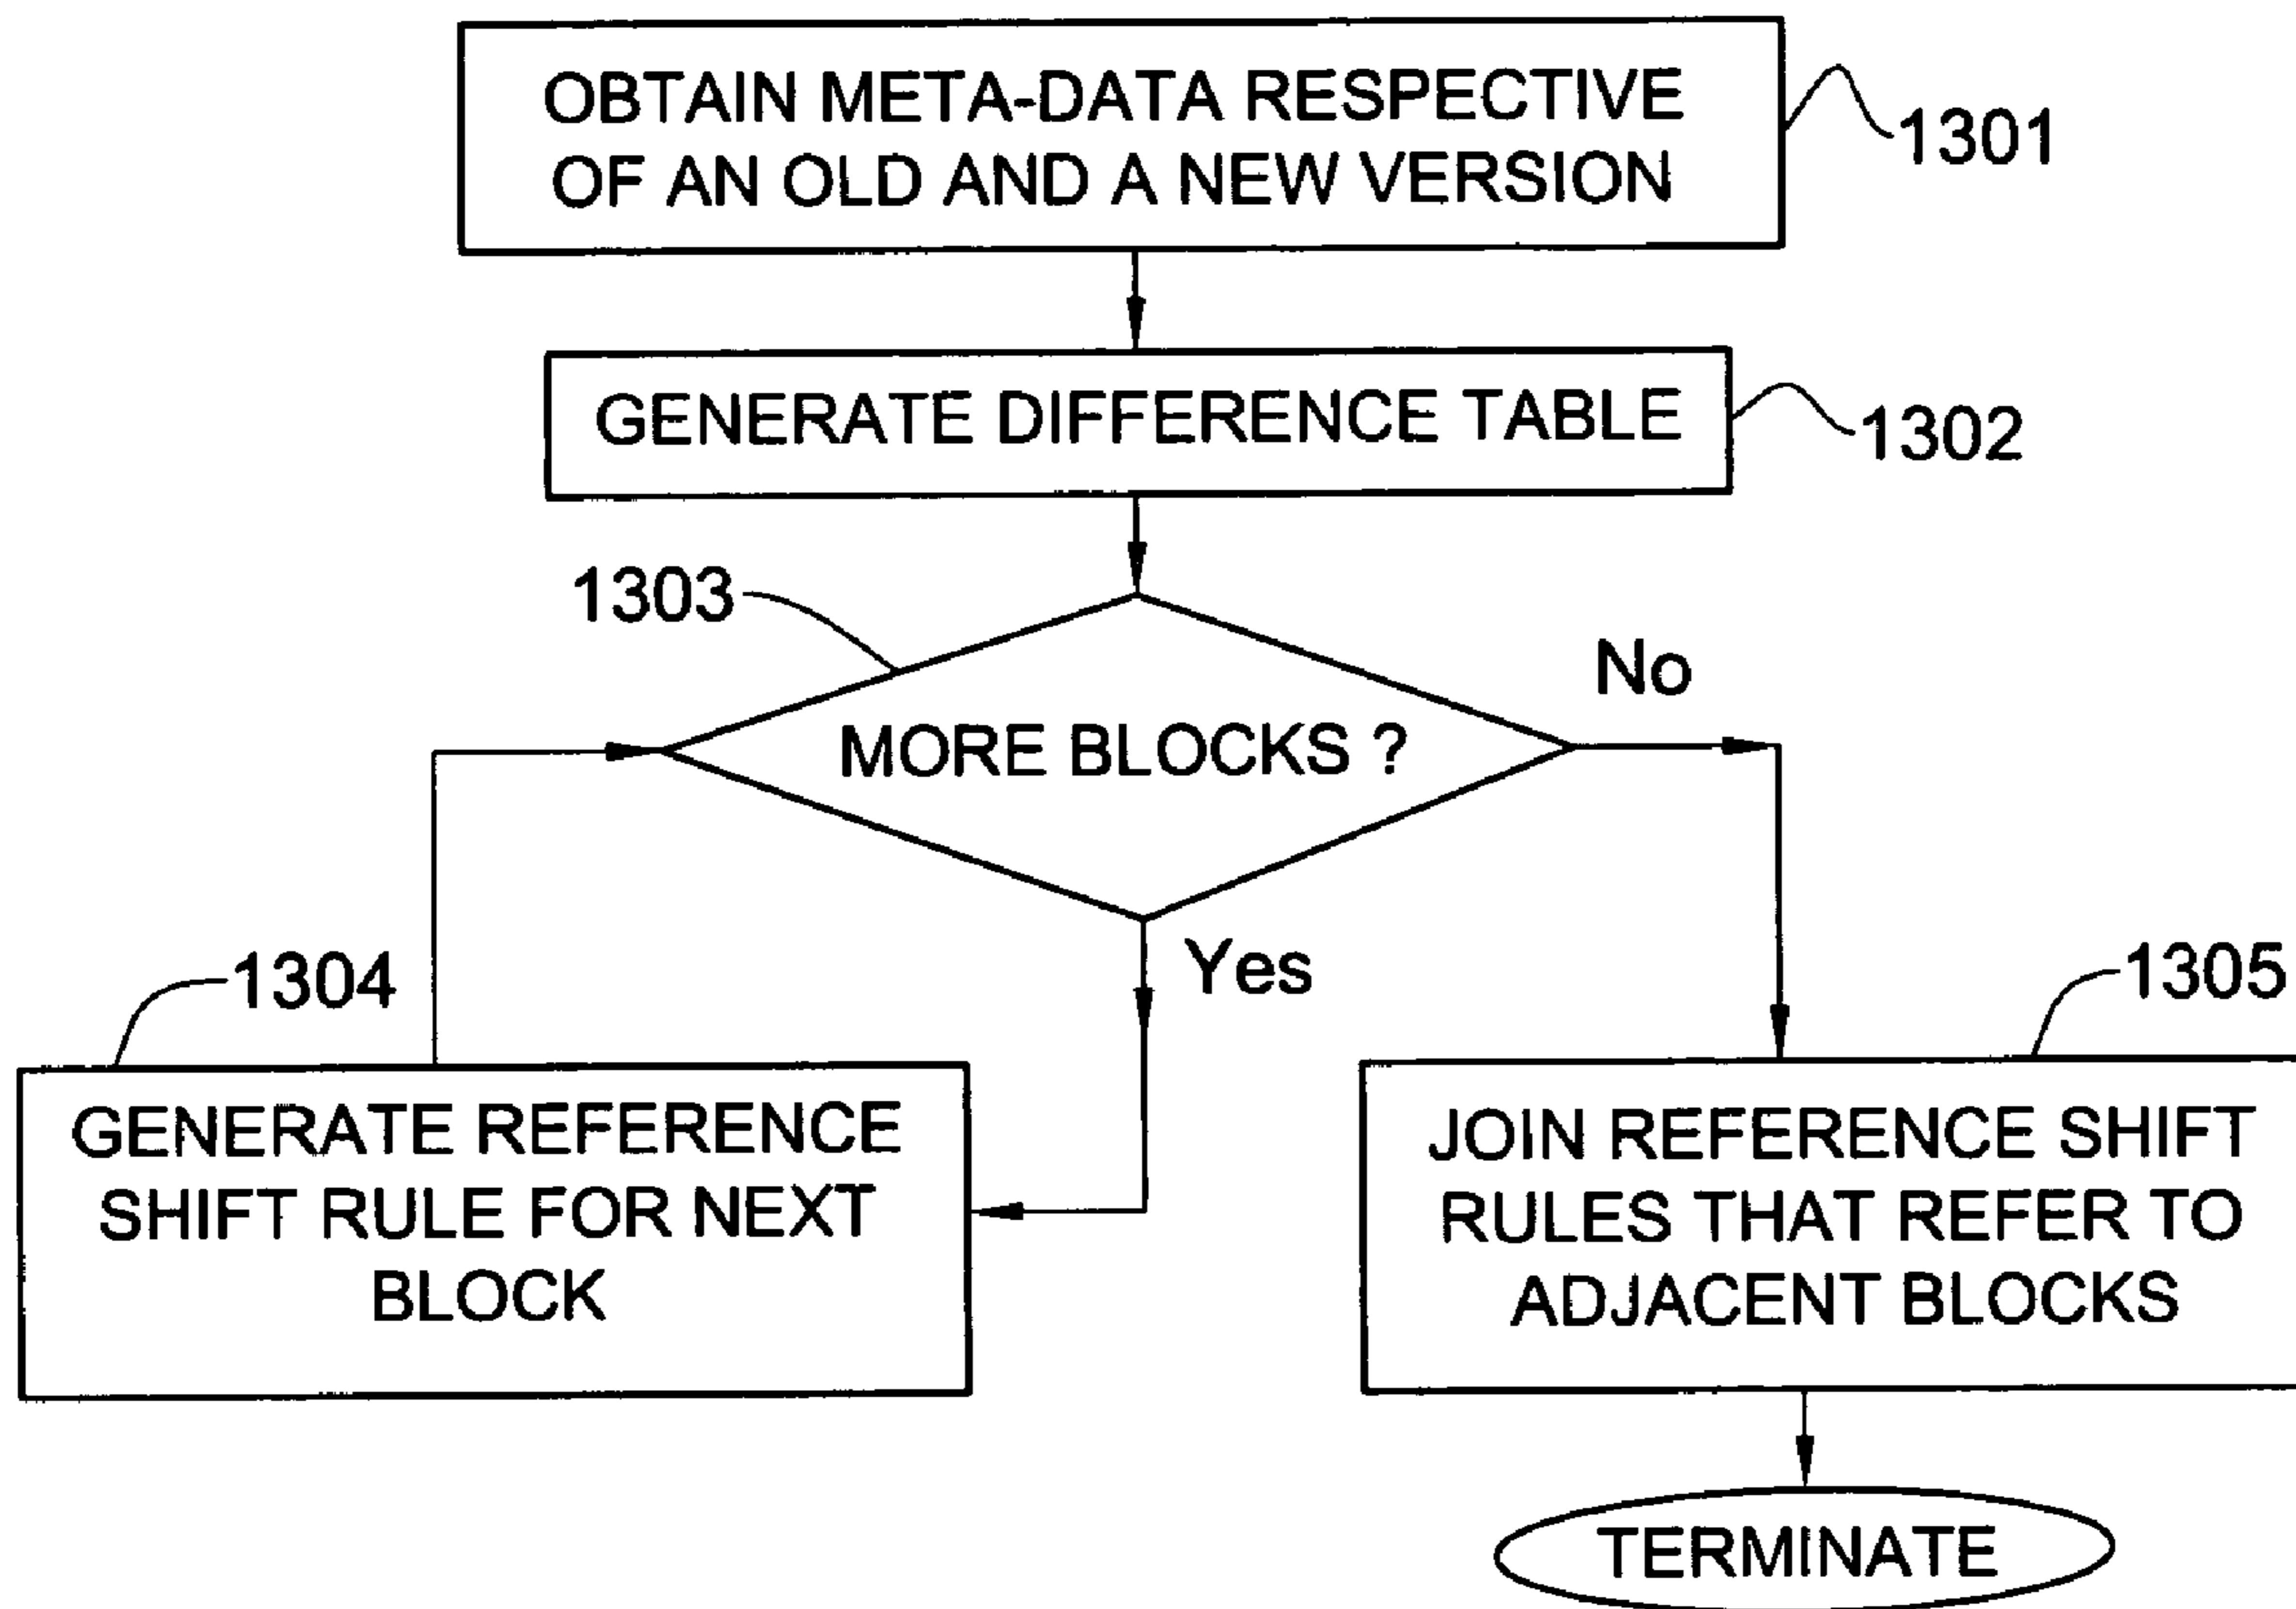 OBTAIN META-DATA RESPECTIVE
OF AN OLD AND A NEW VERSION
1301
GENERATE DIFFERENCE TABLE
1302
1303
MORE BLOCKS ?
No
Yes
1304
GENERATE REFERENCE
SHIFT RULE FOR NEXT
BLOCK
1305
JOIN REFERENCE SHIFT
RULES THAT REFER TO
ADJACENT BLOCKS
TERMINATE